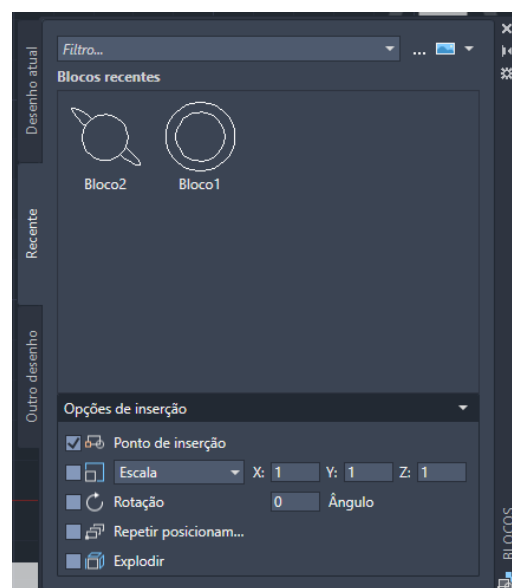 Filtro...
...
Blocos recentes
Desenho atual
Recente
Outro desenho
Bloco2
Bloco1
Opções de inserção
Ponto de inserção
Escala X: 1 Y: 1 Z: 1
Rotação 0 Ângulo
Repetir posicionam...
Explodir
BLOCOS